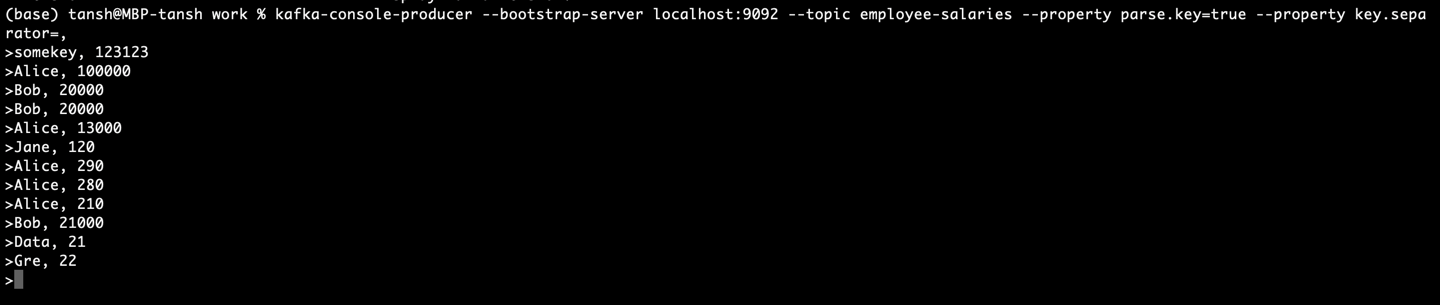 (base) tansh@MBP-tansh work % kafka-console-producer --bootstrap-server localhost:9092 --topic employee-salaries --property parse.key=true --property key.sepa
rator=,
>somekey, 123123
>Alice, 100000
>Bob, 20000
>Bob, 20000
>Alice, 13000
>Jane, 120
>Alice, 290
>Alice, 280
>Alice, 210
>Bob, 21000
>Data, 21
>Gre, 22
>